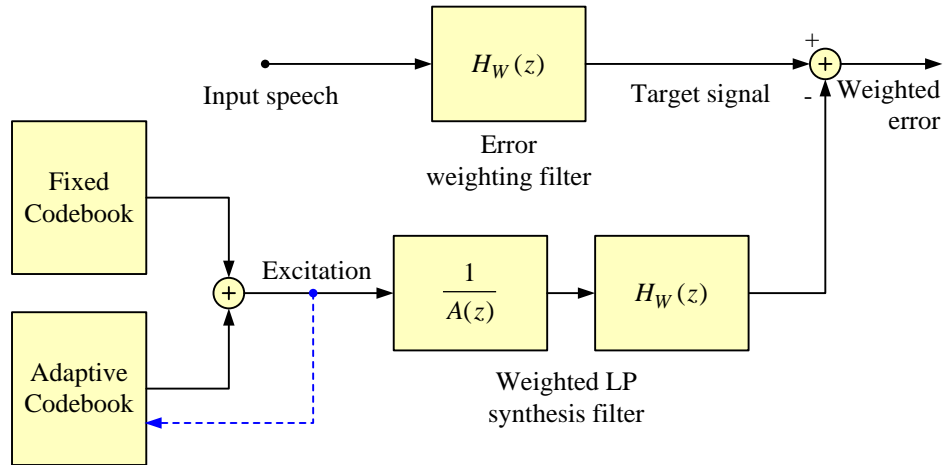 H_W(z)
+
+
-
Input speech
Target signal
Weighted
error
Error
weighting filter
Fixed
Codebook
Excitation
+
1
A(z)
H_W(z)
Adaptive
Codebook
Weighted LP
synthesis filter